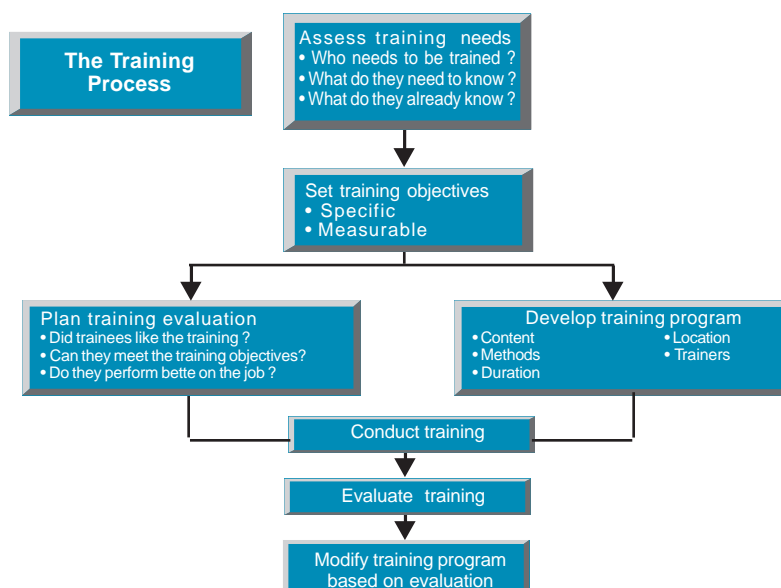 The Training
Process
Assess training needs
• Who needs to be trained ?
• What do they need to know ?
• What do they already know ?
Set training objectives
• Specific
• Measurable
Plan training evaluation
• Did trainees like the training ?
• Can they meet the training objectives?
• Do they perform bette on the job ?
Develop training program
• Content • Location
• Methods • Trainers
• Duration
Conduct training
Evaluate training
Modify training program
based on evaluation